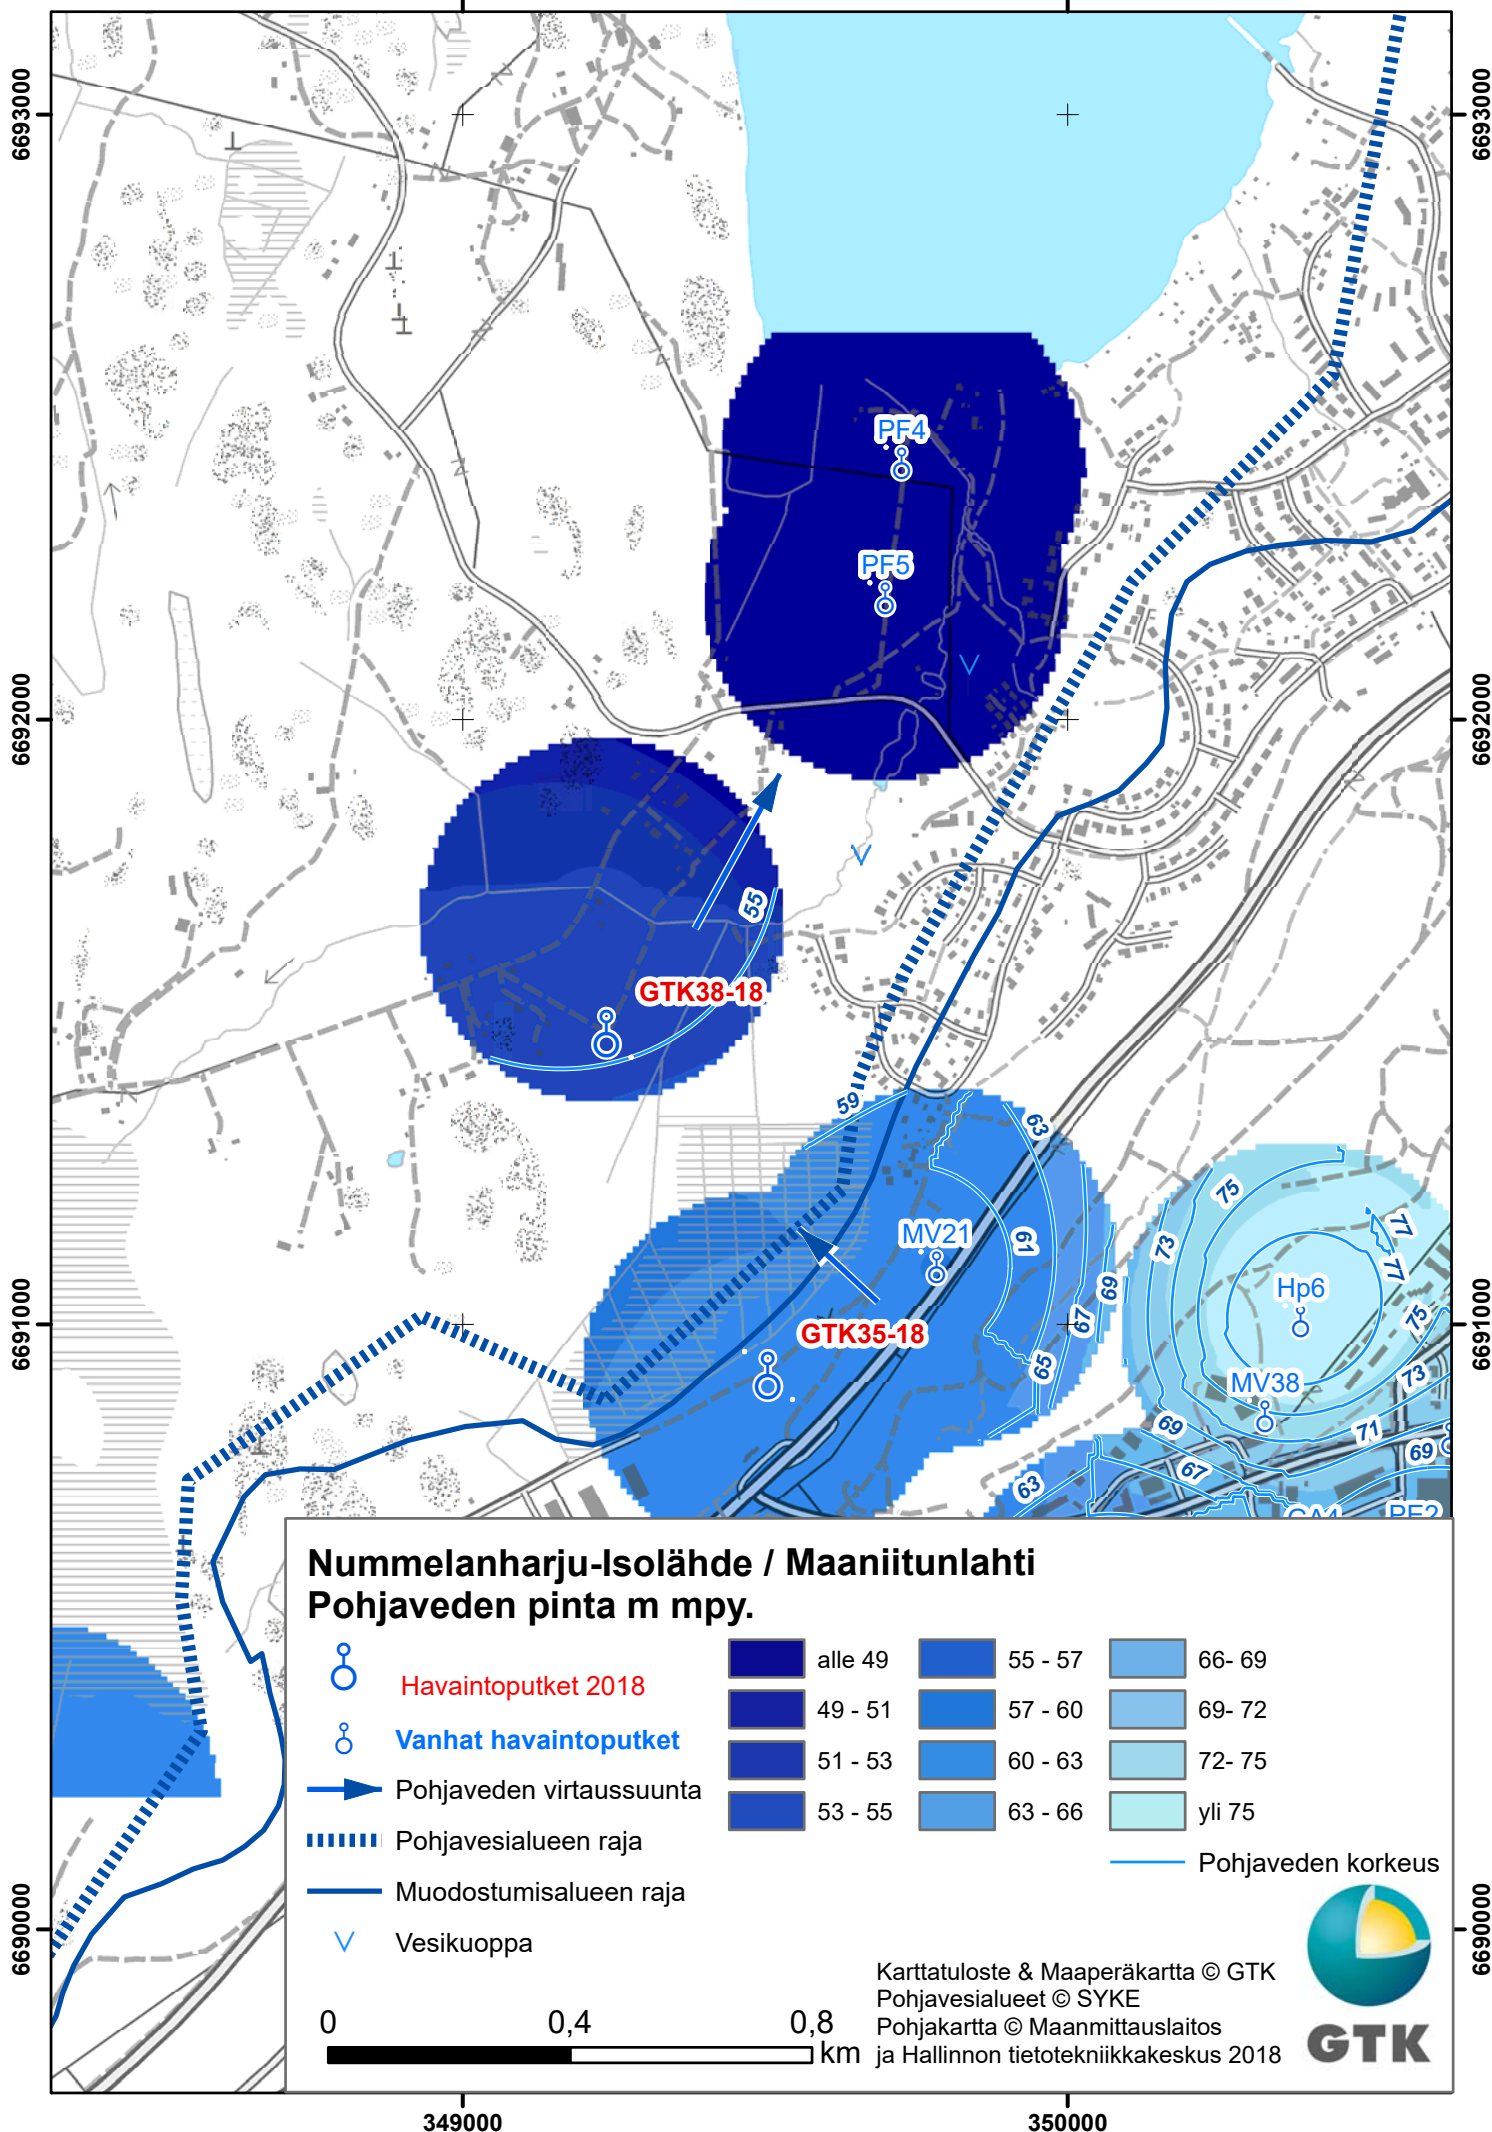 6693000
6693000
PF4
PF5
6692000
6692000
55
GTK38-18
59
63
75
77
MV21
61
73
77
69
Hp6
67
6691000
6691000
75
GTK35-18
65
73
MV38
69
71
69
67
63
PF2
Nummelanharju-Isolähde / Maaniitunlahti
Pohjaveden pinta m mpy.
Havaintoputket 2018
Vanhat havaintoputket
Pohjaveden virtaussuunta
Pohjavesialueen raja
Muodostumisalueen raja
Vesikuoppa
alle 49
49 - 51
51 - 53
53 - 55
55 - 57
57 - 60
60 - 63
63 - 66
66- 69
69- 72
72- 75
yli 75
Pohjaveden korkeus
6690000
6690000
0
0,4
0,8
km
Karttatuloste & Maaperäkartta © GTK
Pohjavesialueet © SYKE
Pohjakartta © Maanmittauslaitos
ja Hallinnon tietotekniikkakeskus 2018
GTK
349000
350000